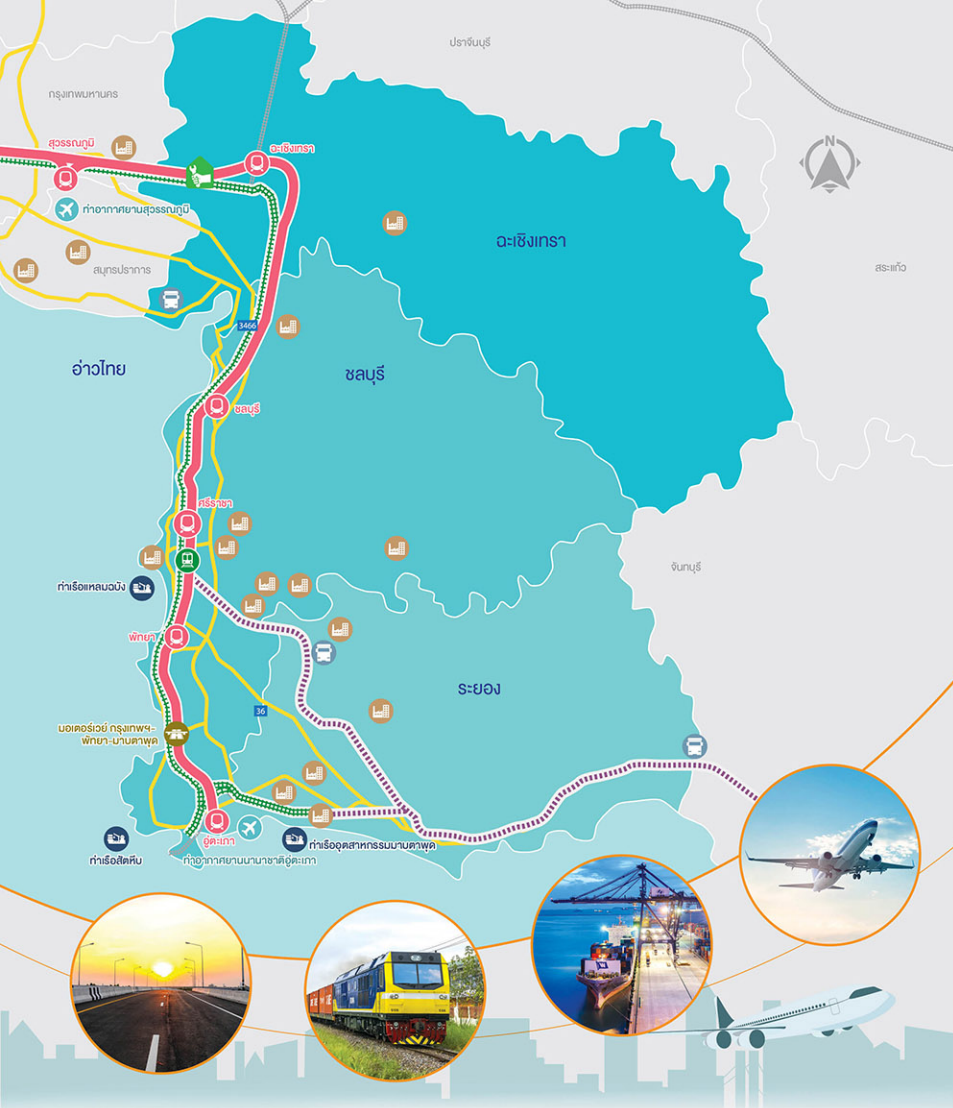 ปราจีนบุรี
กรุงเทพมหานคร
N
สุวรรณภูมิ
ฉะเชิงเทรา
ท่าอากาศยานสุวรรณภูมิ
ฉะเชิงเทรา
สมุทรปราการ
สระแก้ว
3466
อ่าวไทย
ชลบุรี
ชลบุรี
ศรีราชา
จันทบุรี
ท่าเรือแหลมฉบัง
พัทยา
ระยอง
36
มอเตอร์เวย์ กรุงเทพฯ-
พัทยา-มาบตาพุด
อู่ตะเภา
ท่าเรืออุตสาหกรรมมาบตาพุด
ท่าเรือสัตหีบ
ท่าอากาศยานนานาชาติอู่ตะเภา